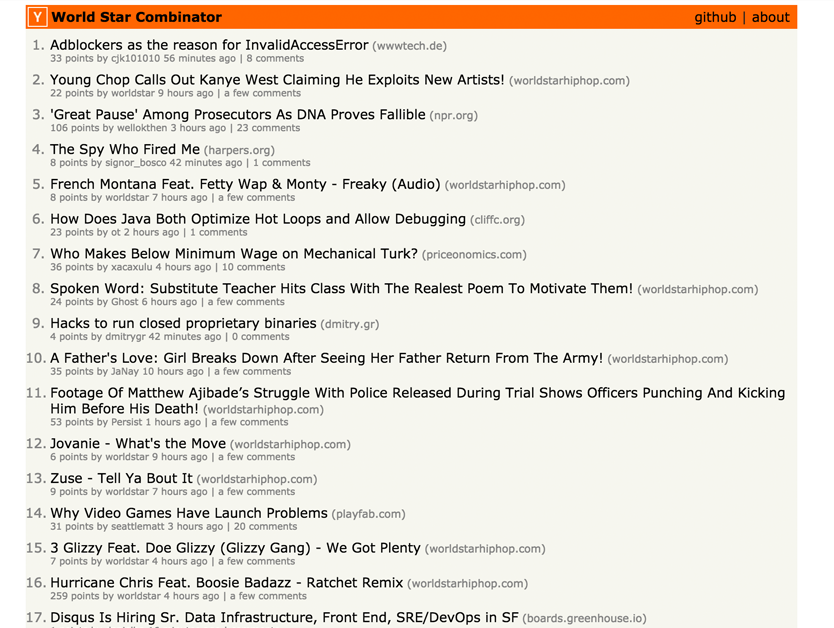 Y World Star Combinator github | about
1. Adblockers as the reason for InvalidAccessError (wwwtech.de)
33 points by cjk101010 56 minutes ago | 8 comments
2. Young Chop Calls Out Kanye West Claiming He Exploits New Artists! (worldstarhiphop.com)
22 points by worldstar 9 hours ago | a few comments
3. 'Great Pause' Among Prosecutors As DNA Proves Fallible (npr.org)
106 points by wellokthen 3 hours ago | 23 comments
4. The Spy Who Fired Me (harpers.org)
8 points by signor_bosco 42 minutes ago | 1 comments
5. French Montana Feat. Fetty Wap & Monty - Freaky (Audio) (worldstarhiphop.com)
8 points by worldstar 7 hours ago | a few comments
6. How Does Java Both Optimize Hot Loops and Allow Debugging (cliffc.org)
23 points by ot 2 hours ago | 1 comments
7. Who Makes Below Minimum Wage on Mechanical Turk? (priceonomics.com)
36 points by xacaxulu 4 hours ago | 10 comments
8. Spoken Word: Substitute Teacher Hits Class With The Realest Poem To Motivate Them! (worldstarhiphop.com)
24 points by Ghost 6 hours ago | a few comments
9. Hacks to run closed proprietary binaries (dmitry.gr)
4 points by dmitrygr 42 minutes ago | 0 comments
10. A Father's Love: Girl Breaks Down After Seeing Her Father Return From The Army! (worldstarhiphop.com)
35 points by JaNay 10 hours ago | a few comments
11. Footage Of Matthew Ajibade’s Struggle With Police Released During Trial Shows Officers Punching And Kicking
Him Before His Death! (worldstarhiphop.com)
53 points by Persist 1 hours ago | a few comments
12. Jovanie - What's the Move (worldstarhiphop.com)
6 points by worldstar 9 hours ago | a few comments
13. Zuse - Tell Ya Bout It (worldstarhiphop.com)
9 points by worldstar 7 hours ago | a few comments
14. Why Video Games Have Launch Problems (playfab.com)
31 points by seattlematt 3 hours ago | 20 comments
15. 3 Glizzy Feat. Doe Glizzy (Glizzy Gang) - We Got Plenty (worldstarhiphop.com)
7 points by worldstar 4 hours ago | a few comments
16. Hurricane Chris Feat. Boosie Badazz - Ratchet Remix (worldstarhiphop.com)
259 points by worldstar 4 hours ago | a few comments
17. Disqus Is Hiring Sr. Data Infrastructure, Front End, SRE/DevOps in SF (boards.greenhouse.io)